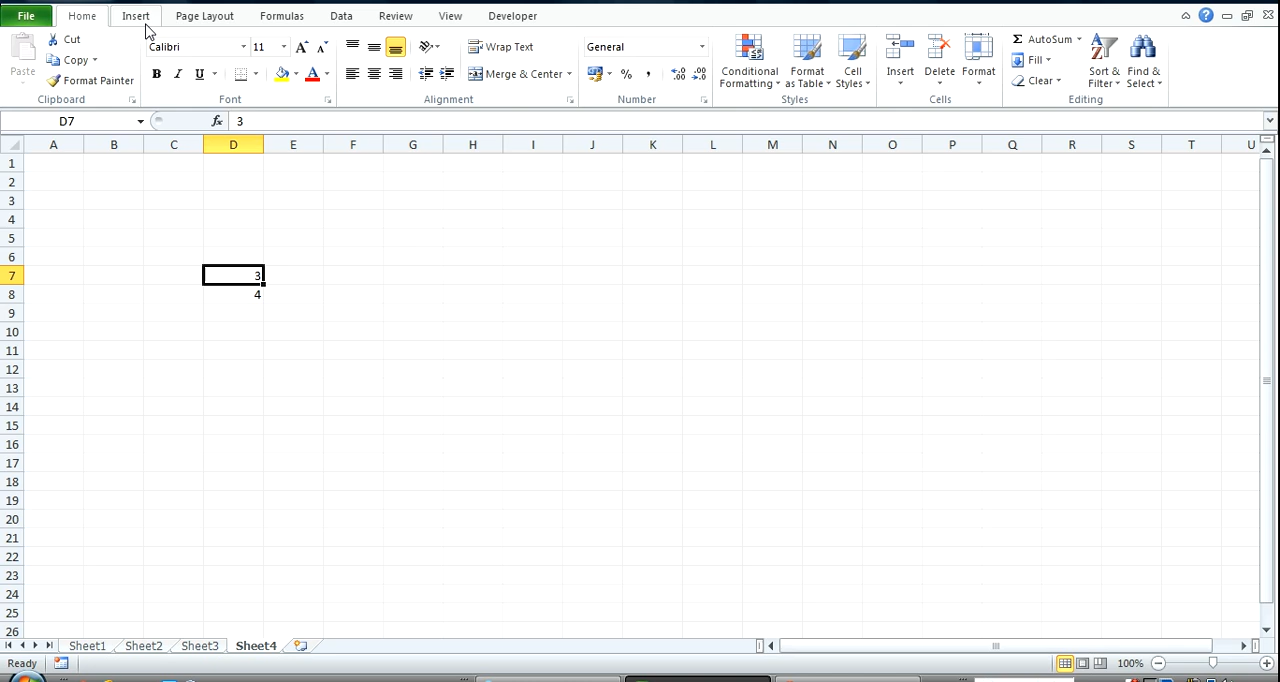 File Home Insert Page Layout Formulas Data Review View Developer
Paste Cut Copy Format Painter Clipboard
Calibri 11 B I U A A A Font
Wrap Text Merge & Center Alignment
General % , .00 Number
Conditional Formatting Format as Table Cell Styles Styles
Insert Delete Format Cells
Σ AutoSum Fill Clear Sort & Filter Find & Select Editing
D7 fx 3
A B C D E F G H I J K L M N O P Q R S T U
1
2
3
4
5
6
7 3
8 4
9
10
11
12
13
14
15
16
17
18
19
20
21
22
23
24
25
26
Sheet1 Sheet2 Sheet3 Sheet4
Ready 100%